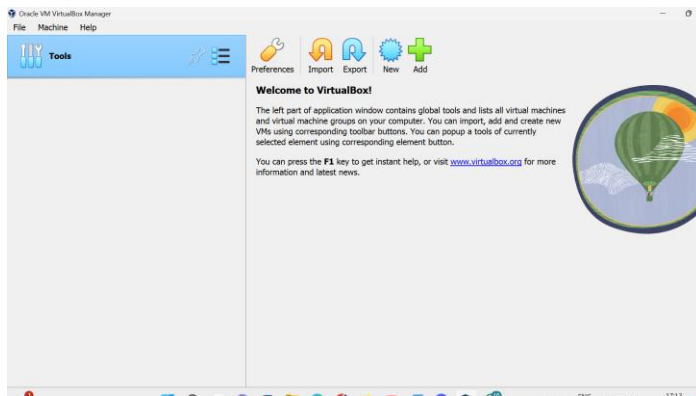 Oracle VM VirtualBox Manager
File Machine Help
Tools
Preferences Import Export New Add
Welcome to VirtualBox!
The left part of application window contains global tools and lists all virtual machines
and virtual machine groups on your computer. You can import, add and create new
VMs using corresponding toolbar buttons. You can popup a tools of currently
selected element using corresponding element button.
You can press the F1 key to get instant help, or visit www.virtualbox.org for more
information and latest news.
17:13